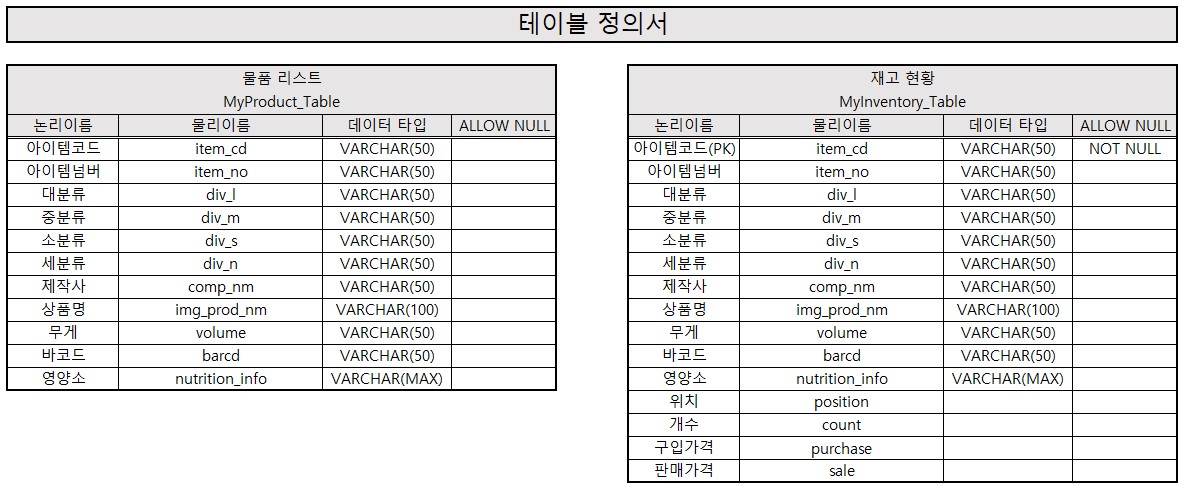 테이블 정의서
물품 리스트
MyProduct_Table
논리이름 물리이름 데이터 타입 ALLOW NULL
아이템코드 item_cd VARCHAR(50)
아이템넘버 item_no VARCHAR(50)
대분류 div_l VARCHAR(50)
중분류 div_m VARCHAR(50)
소분류 div_s VARCHAR(50)
세분류 div_n VARCHAR(50)
제작사 comp_nm VARCHAR(50)
상품명 img_prod_nm VARCHAR(100)
무게 volume VARCHAR(50)
바코드 barcd VARCHAR(50)
영양소 nutrition_info VARCHAR(MAX)
재고 현황
MyInventory_Table
논리이름 물리이름 데이터 타입 ALLOW NULL
아이템코드(PK) item_cd VARCHAR(50) NOT NULL
아이템넘버 item_no VARCHAR(50)
대분류 div_l VARCHAR(50)
중분류 div_m VARCHAR(50)
소분류 div_s VARCHAR(50)
세분류 div_n VARCHAR(50)
제작사 comp_nm VARCHAR(50)
상품명 img_prod_nm VARCHAR(100)
무게 volume VARCHAR(50)
바코드 barcd VARCHAR(50)
영양소 nutrition_info VARCHAR(MAX)
위치 position
개수 count
구입가격 purchase
판매가격 sale